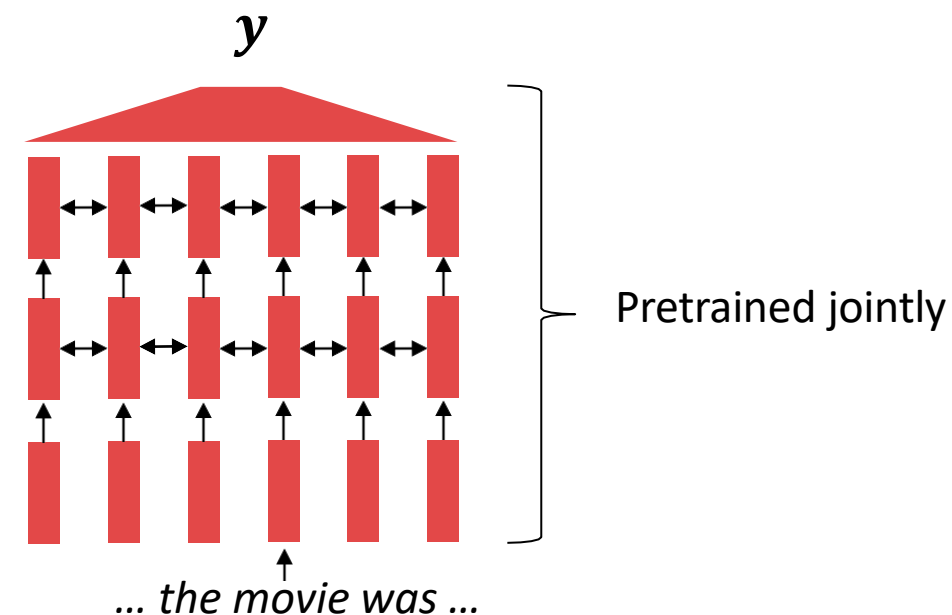 y
Pretrained jointly
… the movie was …